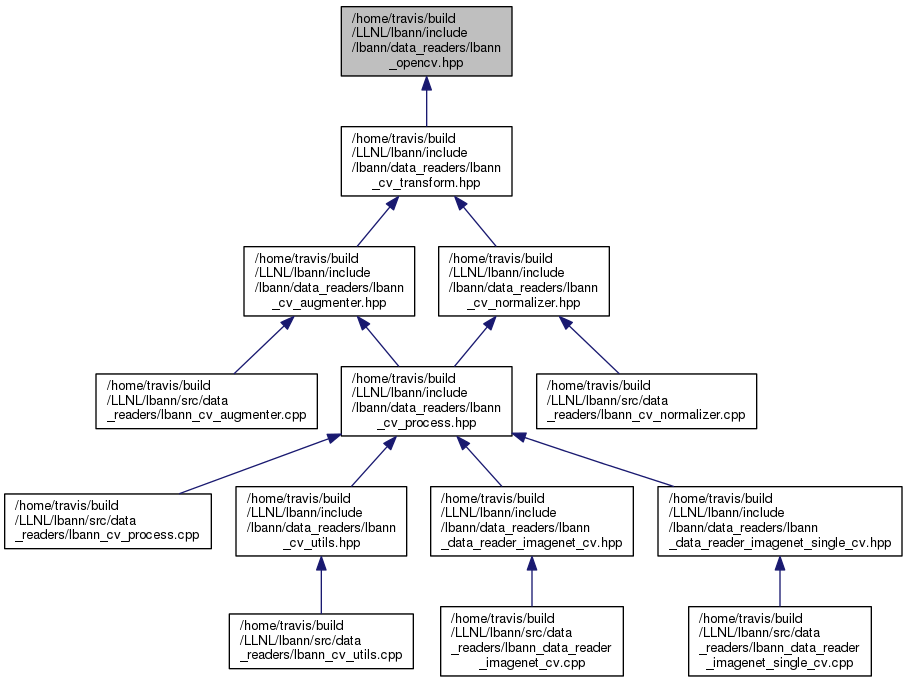 /home/travis/build
/LLNL/lbann/include
/lbann/data_readers/lbann
_opencv.hpp
/home/travis/build
/LLNL/lbann/include
/lbann/data_readers/lbann
_cv_transform.hpp
/home/travis/build
/LLNL/lbann/include
/lbann/data_readers/lbann
_cv_augmenter.hpp
/home/travis/build
/LLNL/lbann/include
/lbann/data_readers/lbann
_cv_normalizer.hpp
/home/travis/build
/LLNL/lbann/src/data
_readers/lbann_cv_augmenter.cpp
/home/travis/build
/LLNL/lbann/include
/lbann/data_readers/lbann
_cv_process.hpp
/home/travis/build
/LLNL/lbann/src/data
_readers/lbann_cv_normalizer.cpp
/home/travis/build
/LLNL/lbann/src/data
_readers/lbann_cv_process.cpp
/home/travis/build
/LLNL/lbann/include
/lbann/data_readers/lbann
_cv_utils.hpp
/home/travis/build
/LLNL/lbann/include
/lbann/data_readers/lbann
_data_reader_imagenet_cv.hpp
/home/travis/build
/LLNL/lbann/include
/lbann/data_readers/lbann
_data_reader_imagenet_single_cv.hpp
/home/travis/build
/LLNL/lbann/src/data
_readers/lbann_cv_utils.cpp
/home/travis/build
/LLNL/lbann/src/data
_readers/lbann_data_reader
_imagenet_cv.cpp
/home/travis/build
/LLNL/lbann/src/data
_readers/lbann_data_reader
_imagenet_single_cv.cpp